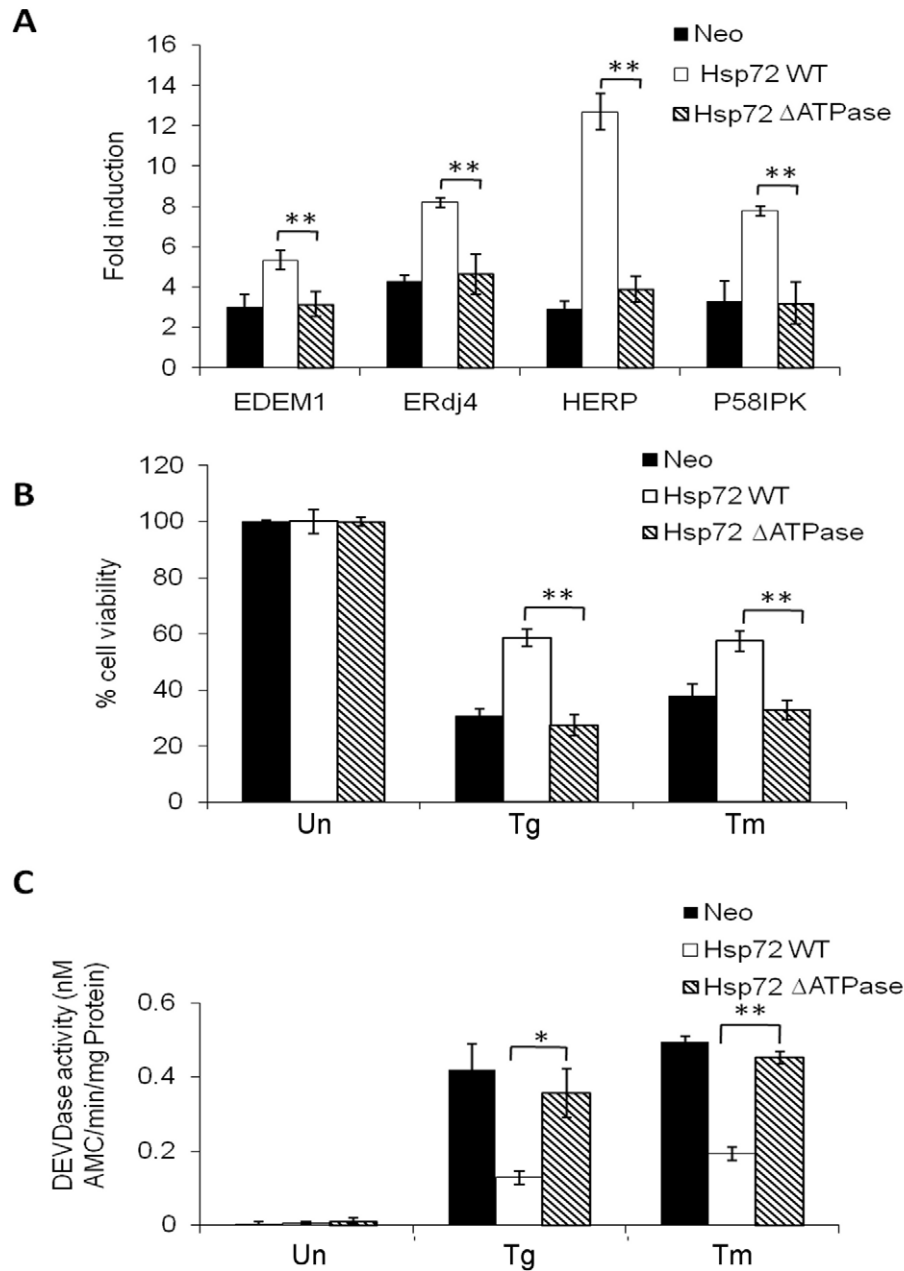 A
Fold induction
16
14
12
10
8
6
4
2
0
Neo
Hsp72 WT
Hsp72 ΔATPase
**
**
**
**
EDEM1 ERdj4 HERP P58IPK
B
% cell viability
120
100
80
60
40
20
0
Neo
Hsp72 WT
Hsp72 ΔATPase
**
**
Un Tg Tm
C
DEVDase activity (nM
AMC/min/mg Protein)
0.6
0.4
0.2
0
Neo
Hsp72 WT
Hsp72 ΔATPase
*
**
Un Tg Tm